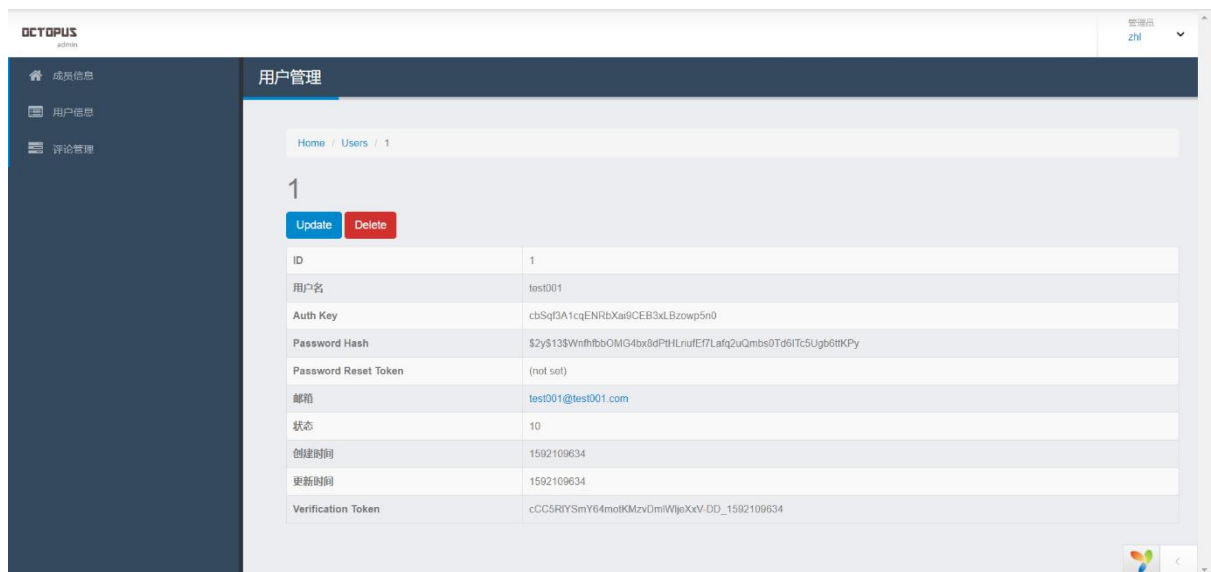 OCTOPUS
admin
管理员
zhl
成员信息
用户信息
评论管理
用户管理
Home / Users / 1
1
Update Delete
ID 1
用户名 test001
Auth Key cbSqf3A1cqENRbXai9CEB3xLBzowp5n0
Password Hash $2y$13$WnfhfbbOMG4bx8dPtHLriufEf7Lafq2uQmbs0Td6ITc5Ugb6ttKPy
Password Reset Token (not set)
邮箱 test001@test001.com
状态 10
创建时间 1592109634
更新时间 1592109634
Verification Token cCC5RIYSmY64motKMzvDmIWIjeXxV-DD_1592109634